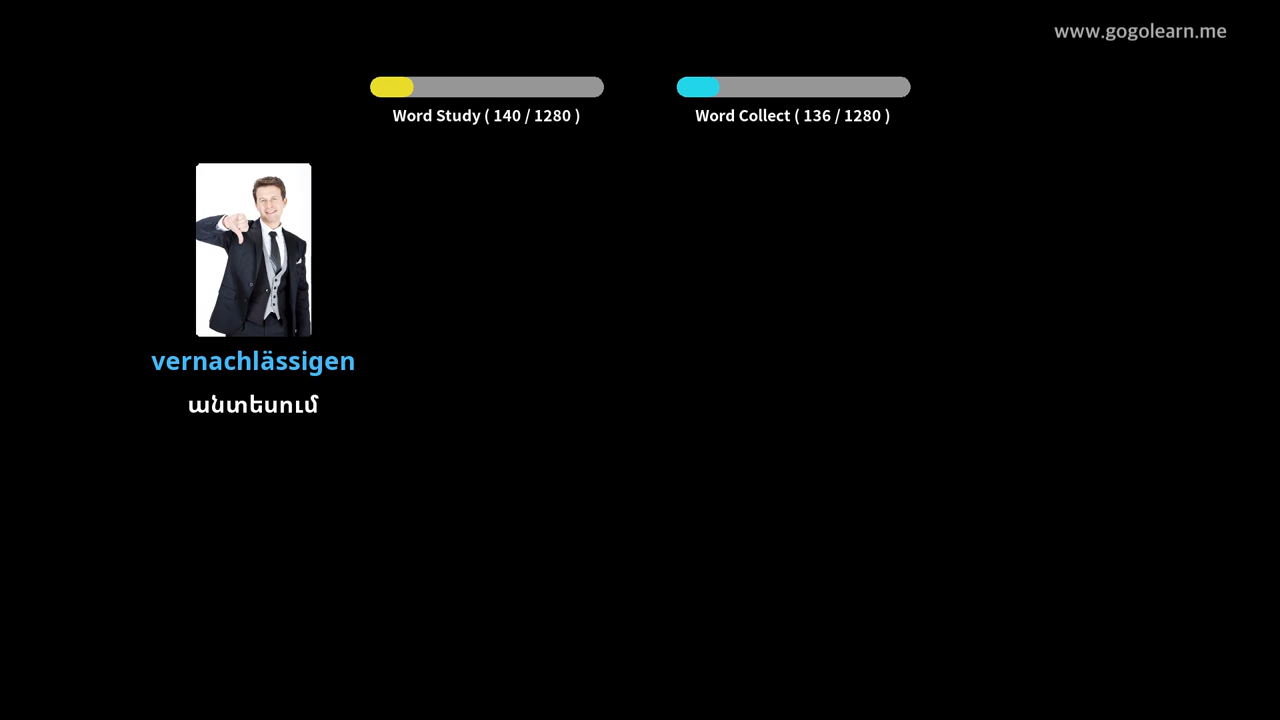 www.gogolearn.me
Word Study ( 140 / 1280 )
Word Collect ( 136 / 1280 )
vernachlässigen
անտեսում